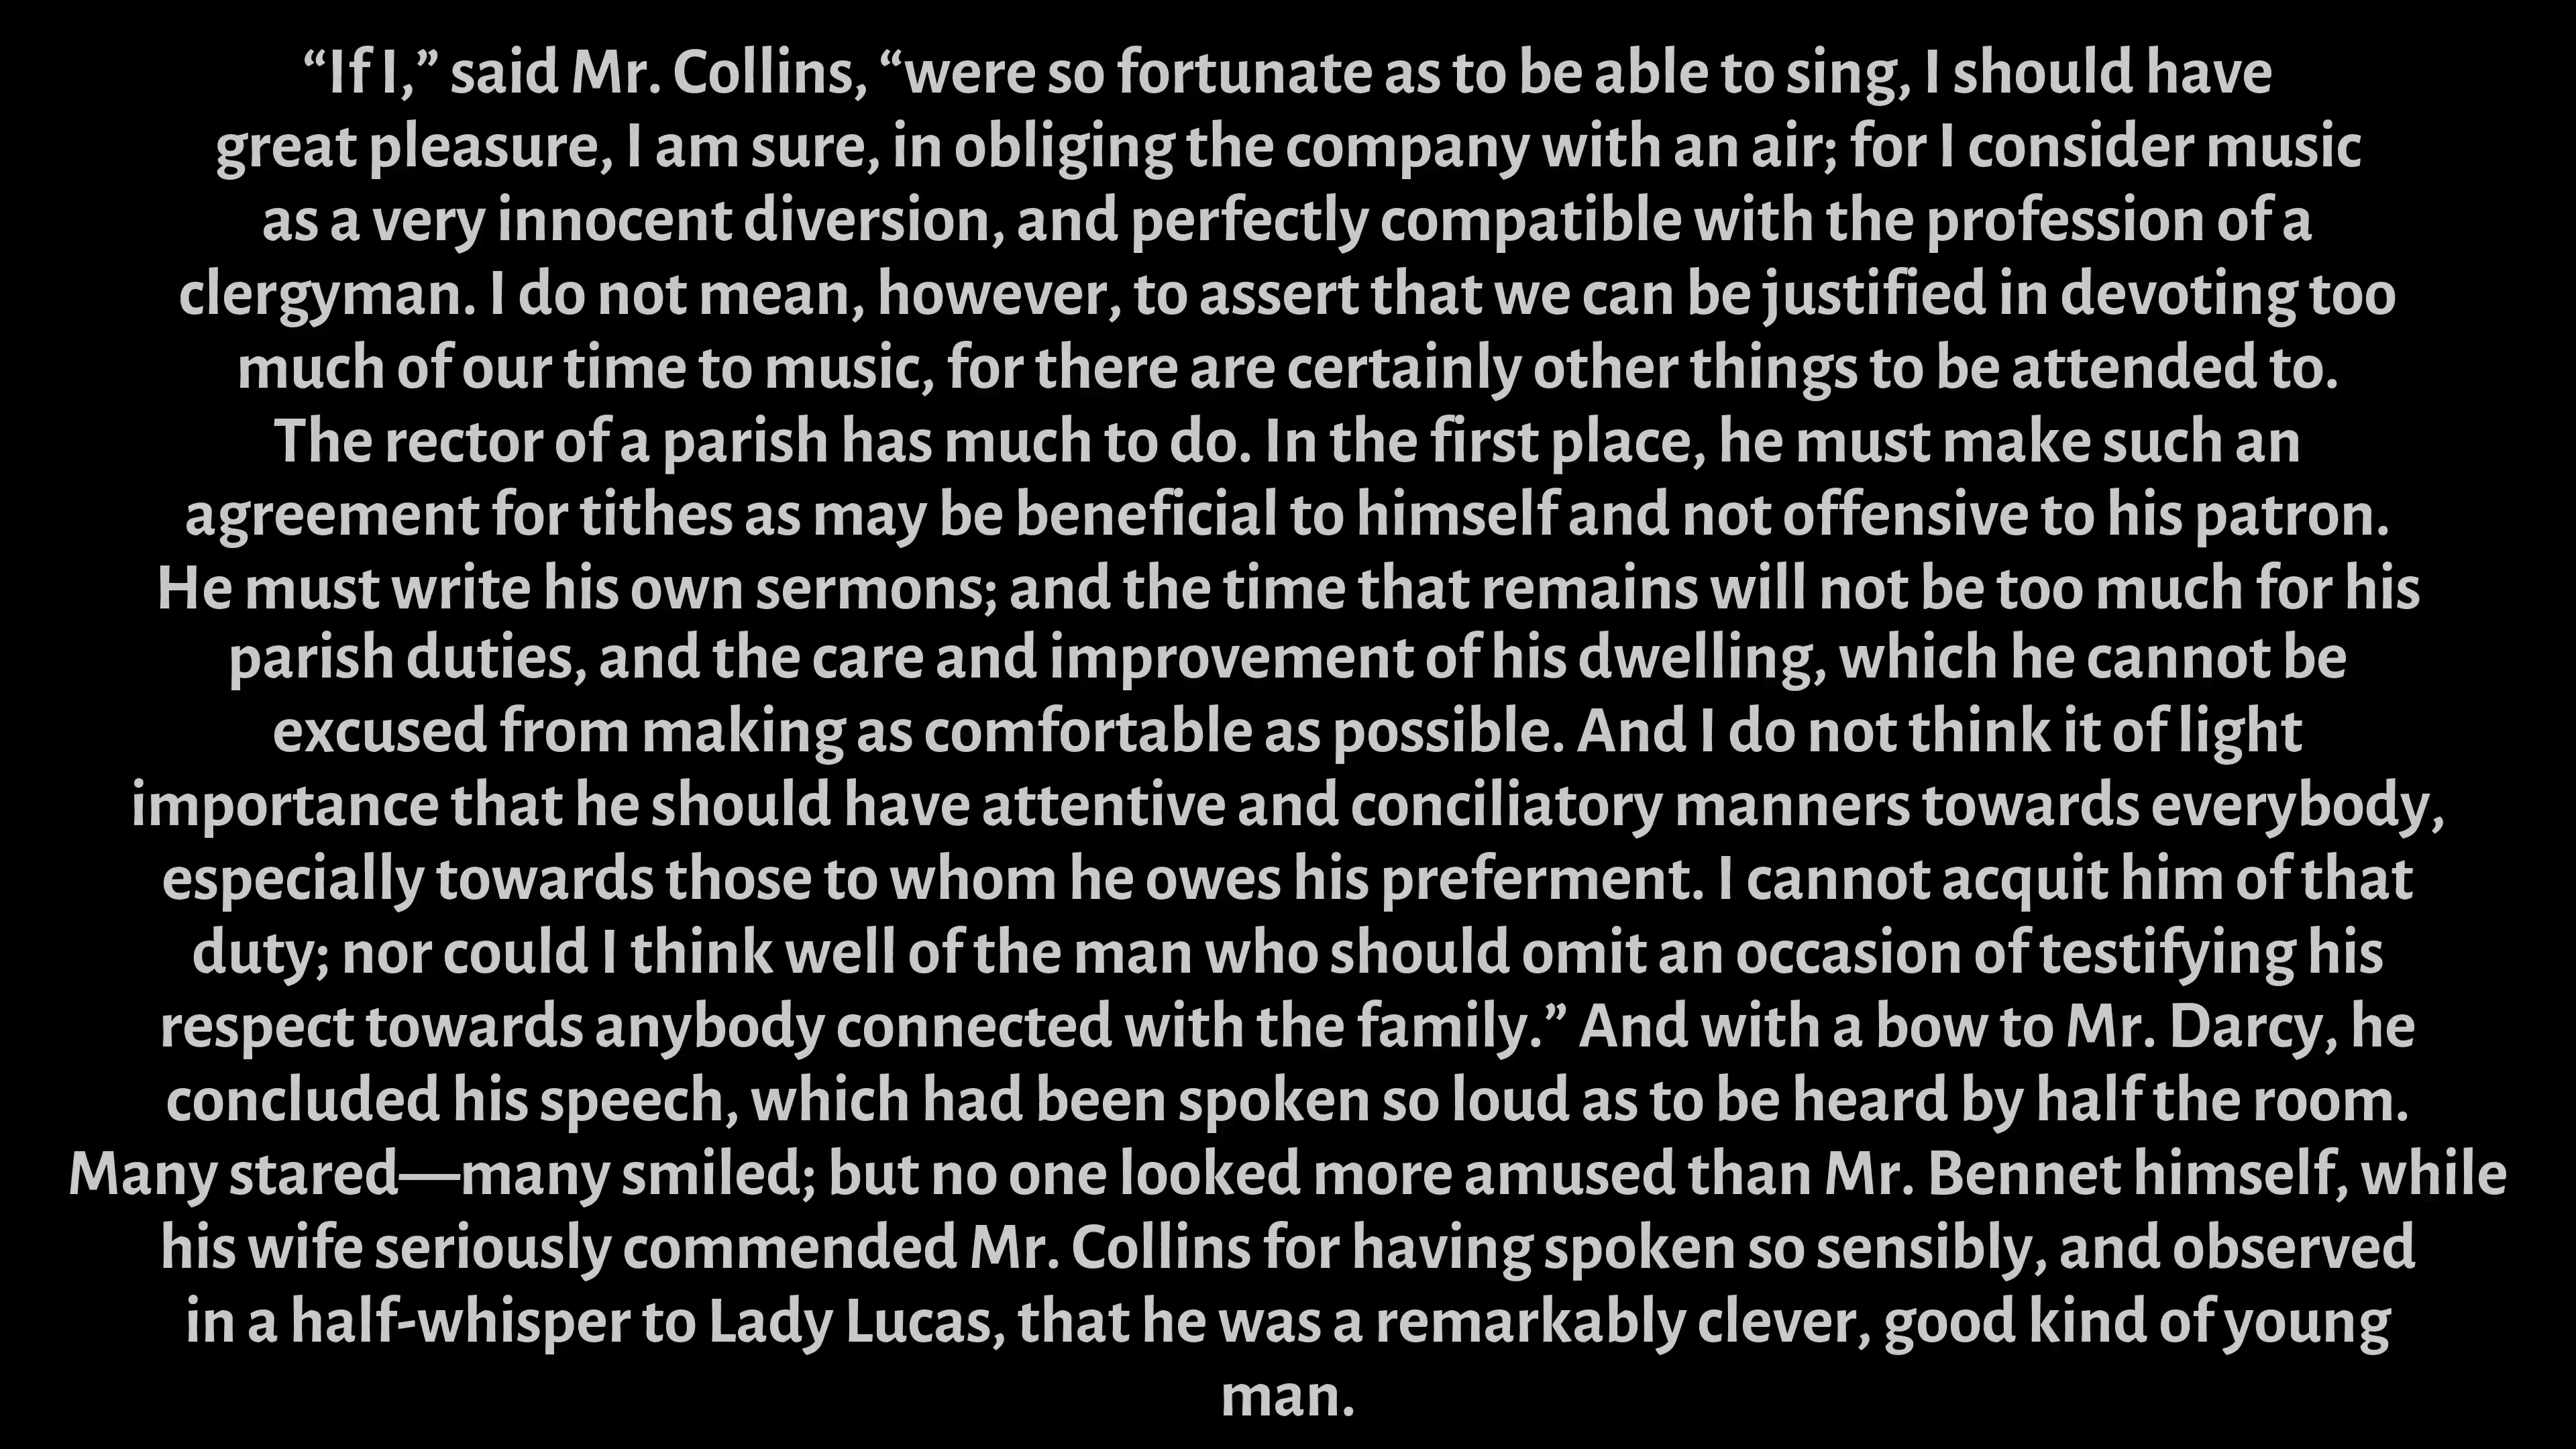 “If I,” said Mr. Collins, “were so fortunate as to be able to sing, I should have
great pleasure, I am sure, in obliging the company with an air; for I consider music
as a very innocent diversion, and perfectly compatible with the profession of a
clergyman. I do not mean, however, to assert that we can be justified in devoting too
much of our time to music, for there are certainly other things to be attended to.
The rector of a parish has much to do. In the first place, he must make such an
agreement for tithes as may be beneficial to himself and not offensive to his patron.
He must write his own sermons; and the time that remains will not be too much for his
parish duties, and the care and improvement of his dwelling, which he cannot be
excused from making as comfortable as possible. And I do not think it of light
importance that he should have attentive and conciliatory manners towards everybody,
especially towards those to whom he owes his preferment. I cannot acquit him of that
duty; nor could I think well of the man who should omit an occasion of testifying his
respect towards anybody connected with the family.” And with a bow to Mr. Darcy, he
concluded his speech, which had been spoken so loud as to be heard by half the room.
Many stared—many smiled; but no one looked more amused than Mr. Bennet himself, while
his wife seriously commended Mr. Collins for having spoken so sensibly, and observed
in a half-whisper to Lady Lucas, that he was a remarkably clever, good kind of young
man.